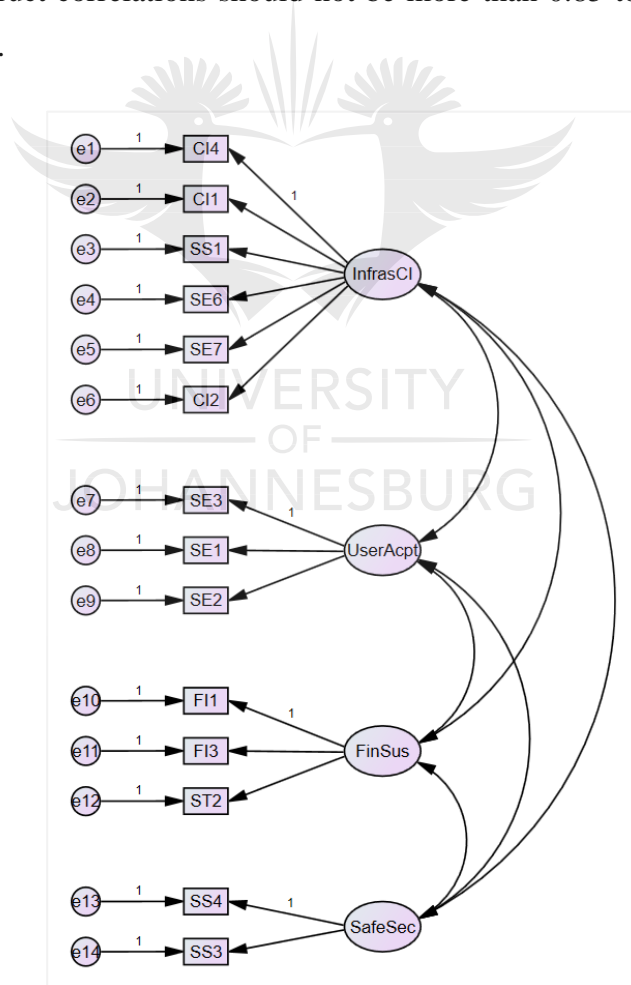 correlations should not be more than 0.85
.
e1 1 CI4
1
e2 1 CI1
e3 1 SS1
InfrasCI
e4 1 SE6
e5 1 SE7
e6 1 CI2
UNIVERSITY
OF
JOHANNESBURG
e7 1 SE3
1
e8 1 SE1
UserAcpt
e9 1 SE2
e10 1 FI1
1
e11 1 FI3
FinSus
e12 1 ST2
e13 1 SS4
1
SafeSec
e14 1 SS3